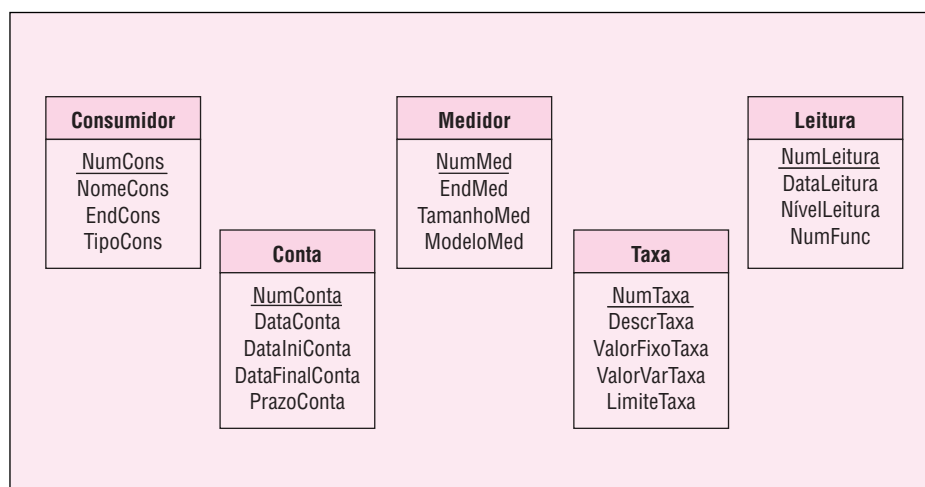 Consumidor
NumCons
NomeCons
EndCons
TipoCons
Conta
NumConta
DataConta
DataIniConta
DataFinalConta
PrazoConta
Medidor
NumMed
EndMed
TamanhoMed
ModeloMed
Taxa
NumTaxa
DescrTaxa
ValorFixoTaxa
ValorVarTaxa
LimiteTaxa
Leitura
NumLeitura
DataLeitura
NívelLeitura
NumFunc